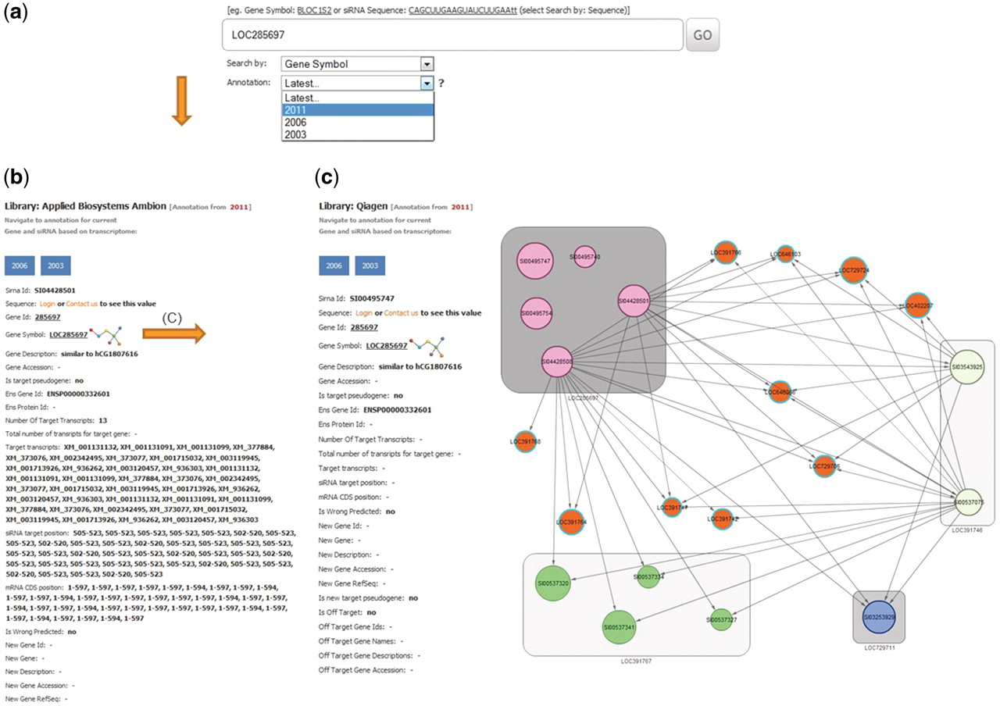 (a)
[eg. Gene Symbol: BLOC1S2 or siRNA Sequence: CAGCUUGAAGUAUCUUGAAtt (select Search by: Sequence)]
LOC285697
GO
Search by: Gene Symbol
Annotation: Latest... ?
Latest...
2011
2006
2003
(b)
Library: Applied Biosystems Ambion [Annotation from 2011]
Navigate to annotation for current
Gene and siRNA based on transcriptome:
2006 2003
Sirna Id: SI04428501
Sequence: Login or Contact us to see this value
Gene Id: 285697
Gene Symbol: LOC285697
(C)
Gene Description: similar to hCG1807616
Gene Accession: -
Is target pseudogene: no
Ens Gene Id: ENSP00000332601
Ens Protein Id: -
Number Of Target Transcripts: 13
Total number of transripts for target gene: -
Target transcripts: XM_001131132, XM_001131091, XM_001131099, XM_377884,
XM_373076, XM_002342495, XM_373077, XM_001715032, XM_003119945,
XM_001713926, XM_936262, XM_003120457, XM_936303, XM_001131132,
XM_001131091, XM_001131099, XM_377884, XM_373076, XM_002342495,
XM_373077, XM_001715032, XM_003119945, XM_001713926, XM_936262,
XM_003120457, XM_936303, XM_001131132, XM_001131091, XM_001131099,
XM_377884, XM_373076, XM_002342495, XM_373077, XM_001715032,
XM_003119945, XM_001713926, XM_936262, XM_003120457, XM_936303
siRNA target position: 505-523, 505-523, 505-523, 505-523, 505-523, 502-520, 505-523,
505-523, 502-520, 505-523, 505-523, 502-520, 505-523, 505-523, 505-523, 505-523,
505-523, 505-523, 502-520, 505-523, 505-523, 502-520, 505-523, 505-523, 502-520,
505-523, 505-523, 505-523, 505-523, 505-523, 502-520, 505-523, 505-523,
502-520, 505-523, 505-523, 502-520, 505-523
mRNA CDS position: 1-597, 1-597, 1-597, 1-597, 1-597, 1-594, 1-597, 1-597, 1-594,
1-597, 1-597, 1-594, 1-597, 1-597, 1-597, 1-597, 1-597, 1-597, 1-594, 1-597, 1-597,
1-594, 1-597, 1-597, 1-594, 1-597, 1-597, 1-597, 1-597, 1-597, 1-597, 1-594, 1-597,
1-597, 1-594, 1-597, 1-597, 1-594, 1-597
Is Wrong Predicted: no
New Gene Id: -
New Gene: -
New Description: -
New Gene Accession: -
New Gene RefSeq: -
(c)
Library: Qiagen [Annotation from 2011]
Navigate to annotation for current
Gene and siRNA based on transcriptome:
2006 2003
Sirna Id: SI00495747
Sequence: Login or Contact us to see this value
Gene Id: 285697
Gene Symbol: LOC285697
Gene Description: similar to hCG1807616
Gene Accession: -
Is target pseudogene: no
Ens Gene Id: ENSP00000332601
Ens Protein Id: -
Number Of Target Transcripts: -
Total number of transripts for target gene: -
Target transcripts: -
siRNA target position: -
mRNA CDS position: -
Is Wrong Predicted: no
New Gene Id: -
New Gene: -
New Description: -
New Gene Accession: -
New Gene RefSeq: -
Is new target pseudogene: no
Is Off Target: no
Off Target Gene Ids: -
Off Target Gene Names: -
Off Target Gene Descriptions: -
Off Target Gene Accession: -
SI00495747
SI00495740
SI00495754
SI04428501
SI04428508
LOC285697
LOC391766
LOC646103
LOC729724
LOC402207
SI03543925
LOC391768
LOC729705
SI00537075
LOC391746
LOC391764
LOC391747
LOC391742
SI00537320
SI00537334
SI00537341
SI00537327
LOC391767
SI03253929
LOC729711